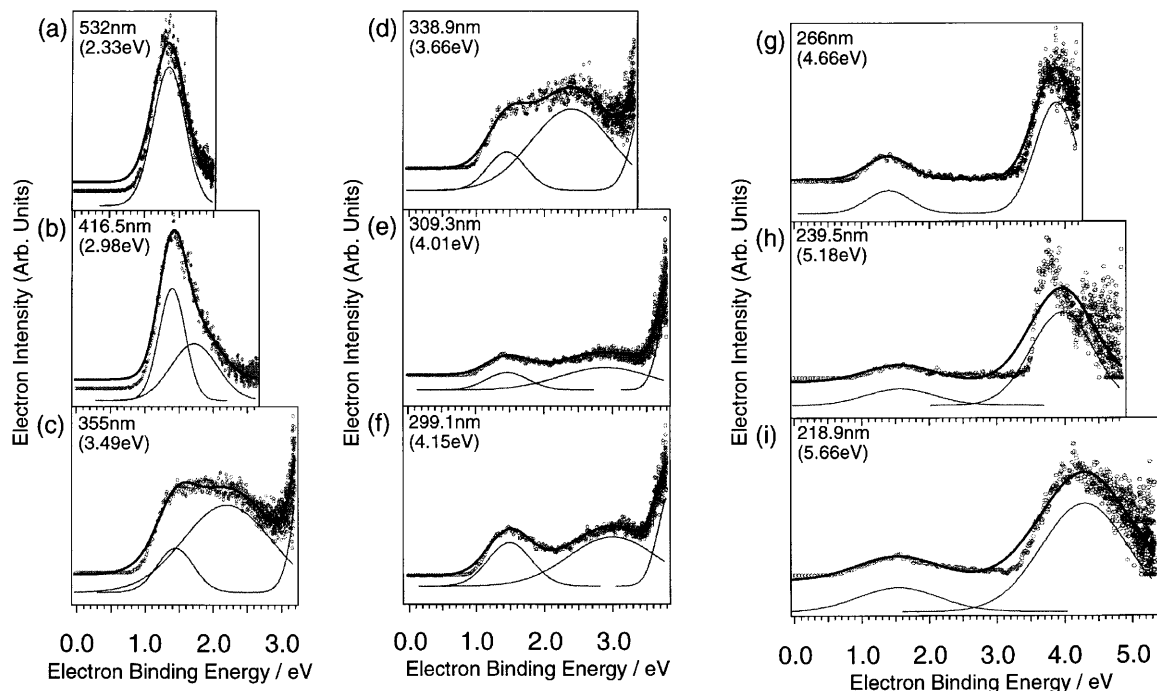 (a)
532nm
(2.33eV)
(b)
416.5nm
(2.98eV)
(c)
355nm
(3.49eV)
Electron Intensity (Arb. Units)
0.0 1.0 2.0 3.0
Electron Binding Energy / eV
(d)
338.9nm
(3.66eV)
(e)
309.3nm
(4.01eV)
(f)
299.1nm
(4.15eV)
Electron Intensity (Arb. Units)
0.0 1.0 2.0 3.0
Electron Binding Energy / eV
(g)
266nm
(4.66eV)
(h)
239.5nm
(5.18eV)
(i)
218.9nm
(5.66eV)
Electron Intensity (Arb. Units)
0.0 1.0 2.0 3.0 4.0 5.0
Electron Binding Energy / eV